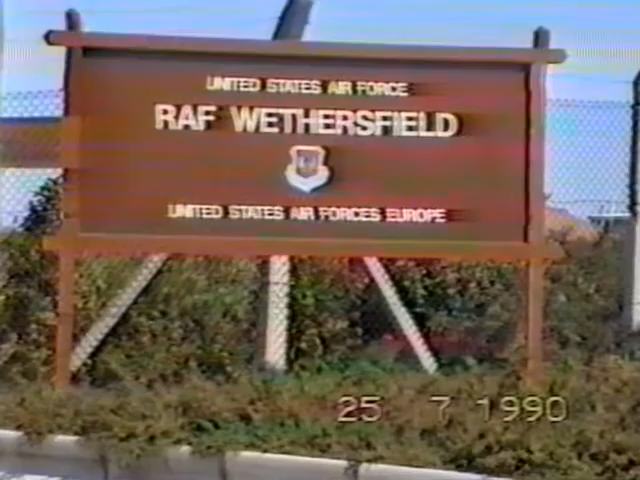 UNITED STATES AIR FORCE
RAF WETHERSFIELD
UNITED STATES AIR FORCES EUROPE
25 7 1990